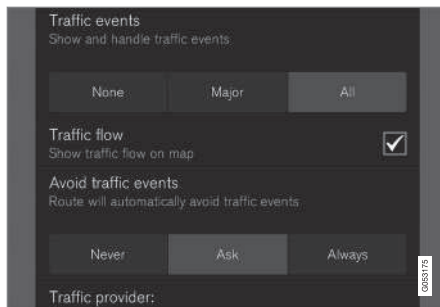 Traffic events
Show and handle traffic events
None Major All
Traffic flow
Show traffic flow on map
Avoid traffic events
Route will automatically avoid traffic events
Never Ask Always
G053175
Traffic provider: